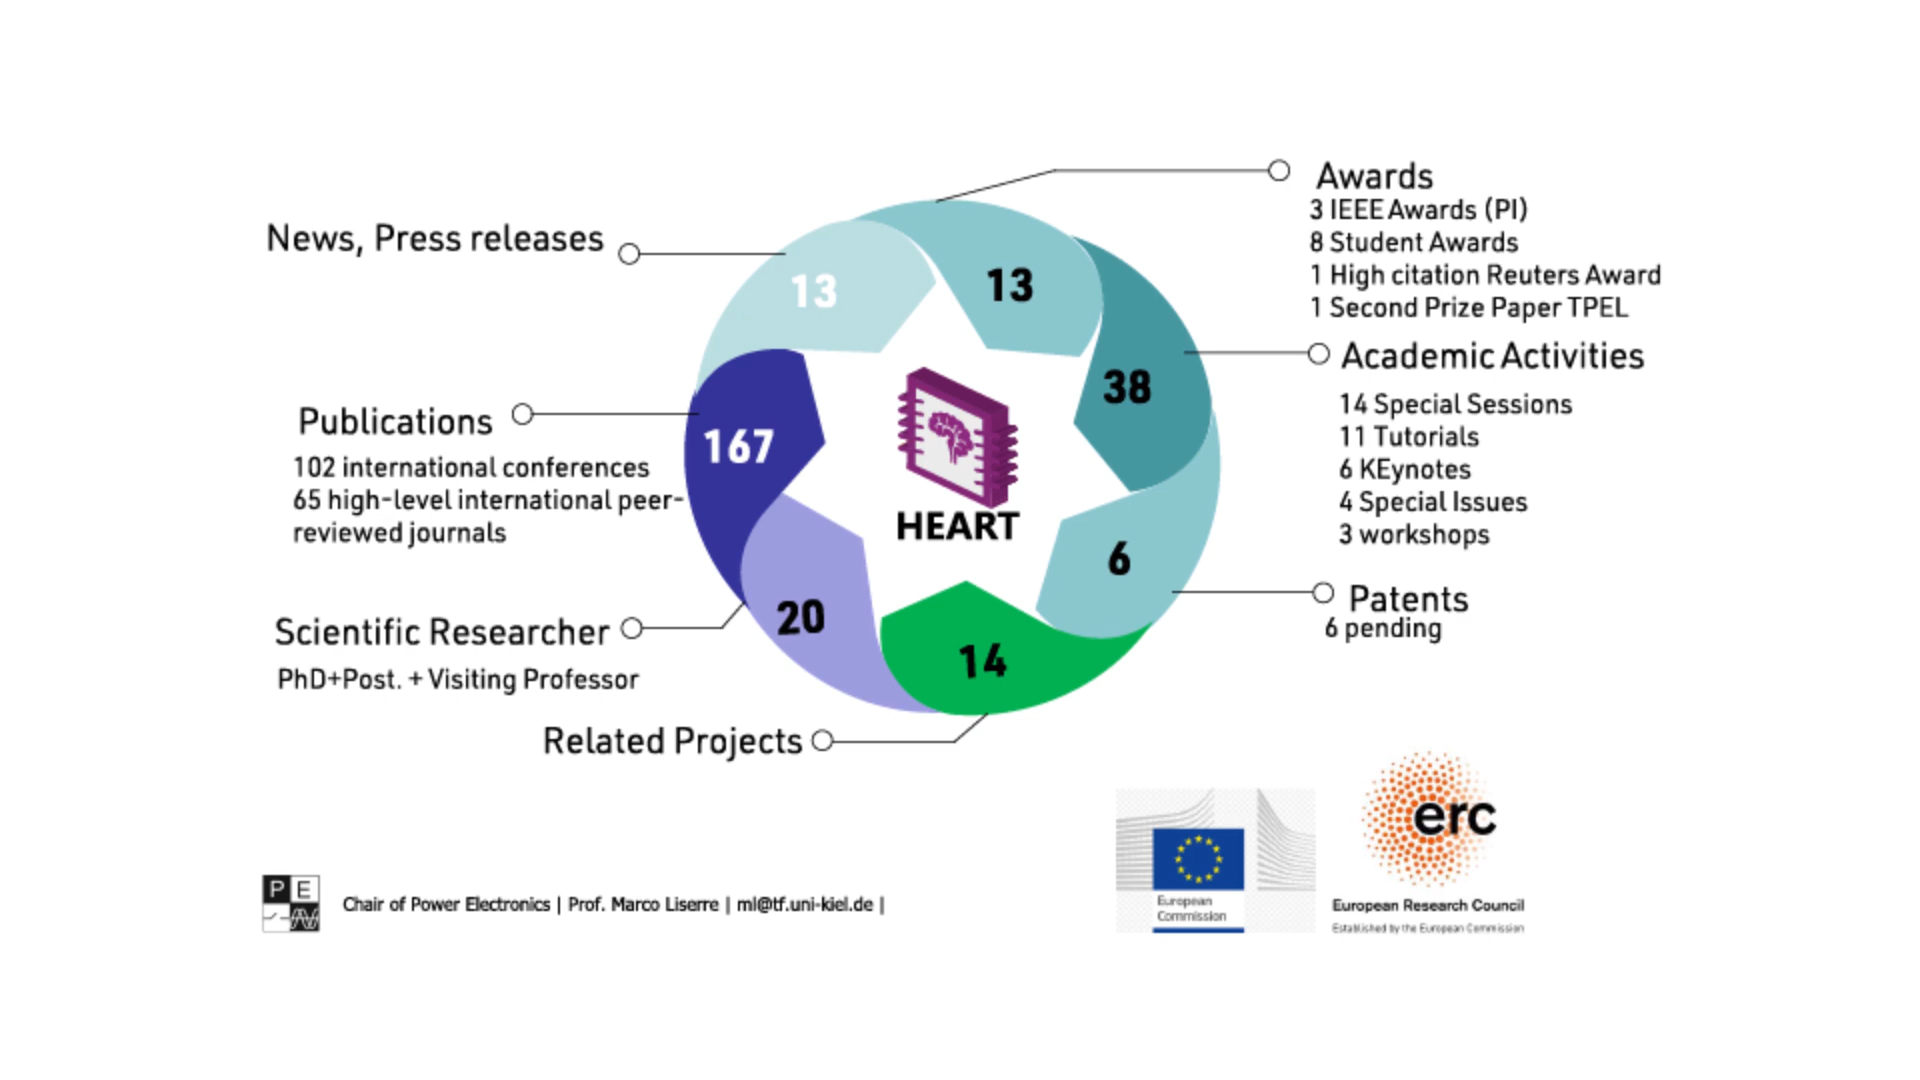 News, Press releases
13
Publications
102 international conferences
65 high-level international peer-
reviewed journals
167
Scientific Researcher
PhD+Post. + Visiting Professor
20
Related Projects
14
HEART
13
Awards
3 IEEE Awards (PI)
8 Student Awards
1 High citation Reuters Award
1 Second Prize Paper TPEL
38
Academic Activities
14 Special Sessions
11 Tutorials
6 KEynotes
4 Special Issues
3 workshops
6
Patents
6 pending
P E
Chair of Power Electronics | Prof. Marco Liserre | ml@tf.uni-kiel.de |
European
Commission
erc
European Research Council
Established by the European Commission